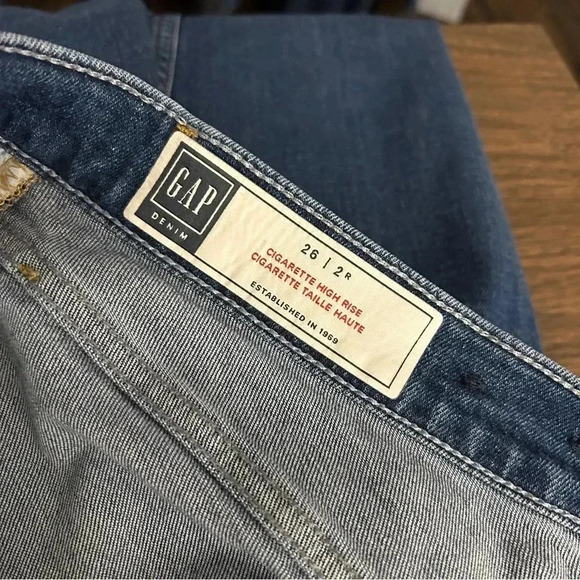 GAP
DENIM
26 | 2R
CIGARETTE HIGH RISE
CIGARETTE TAILLE HAUTE
ESTABLISHED IN 1969